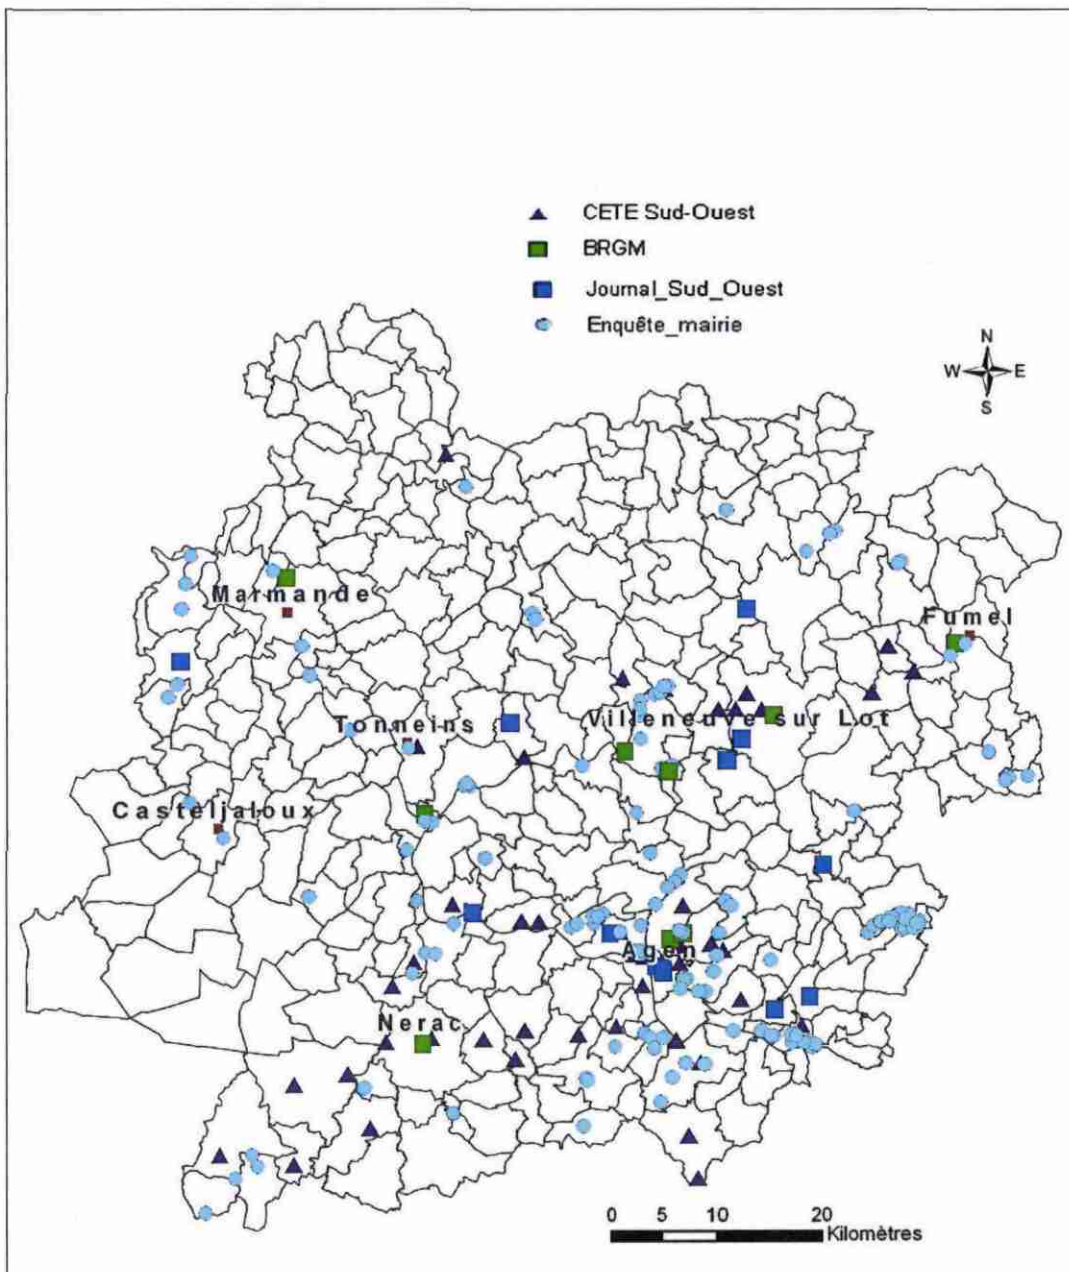 CETE Sud-Ouest
BRGM
Journal_Sud_Ouest
Enquête_mairie
N
W E
S
Marmande
Fumel
Tonneins
Villeneuve sur Lot
Casteljaloux
Agen
Nerac
0 5 10 20
Kilomètres